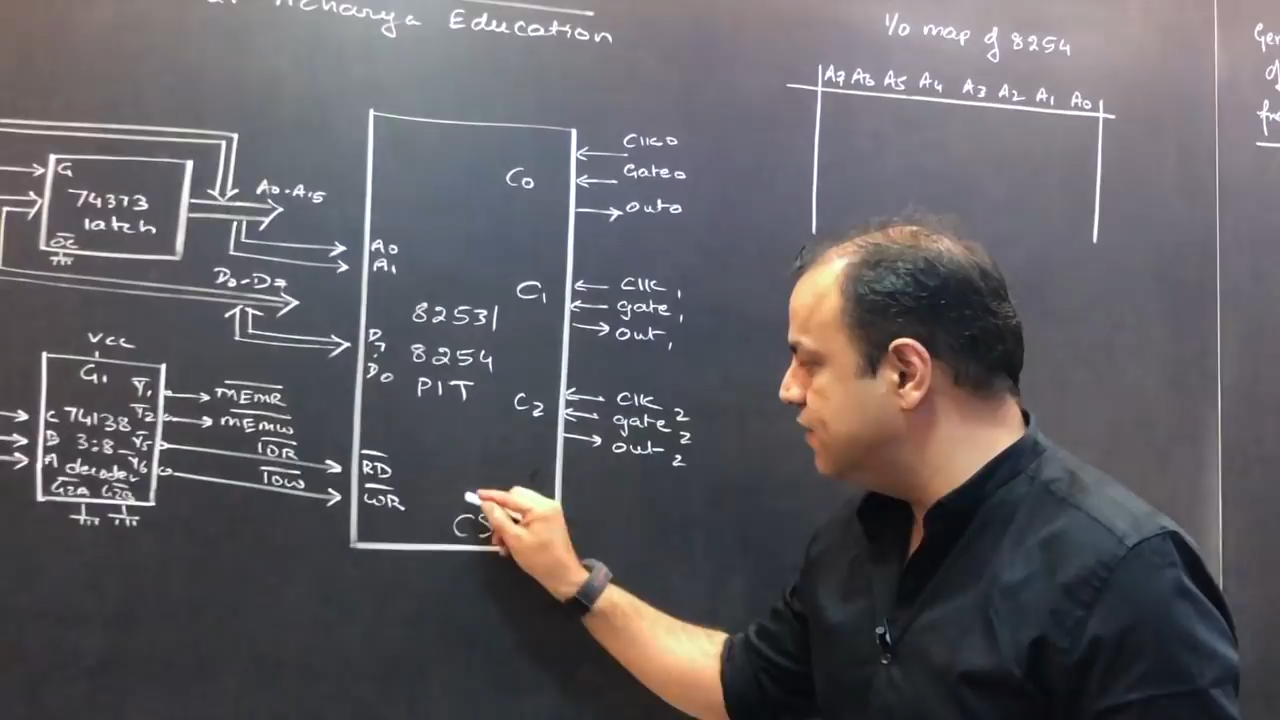 Acharya Education
I/O map of 8254
A7 A6 A5 A4 A3 A2 A1 A0
G
74373
latch
OC
A0-A15
D0-D7
A0
A1
D7
D0
82531
8254
PIT
RD
WR
CS
C0
Clk0
Gate0
Out0
C1
Clk1
gate1
out1
C2
Clk2
gate2
out2
VCC
G1
C 74138
B 3:8
A decoder
G2A G2B
Y1
Y2
Y5
Y6
MEMR
MEMW
IOR
IOW